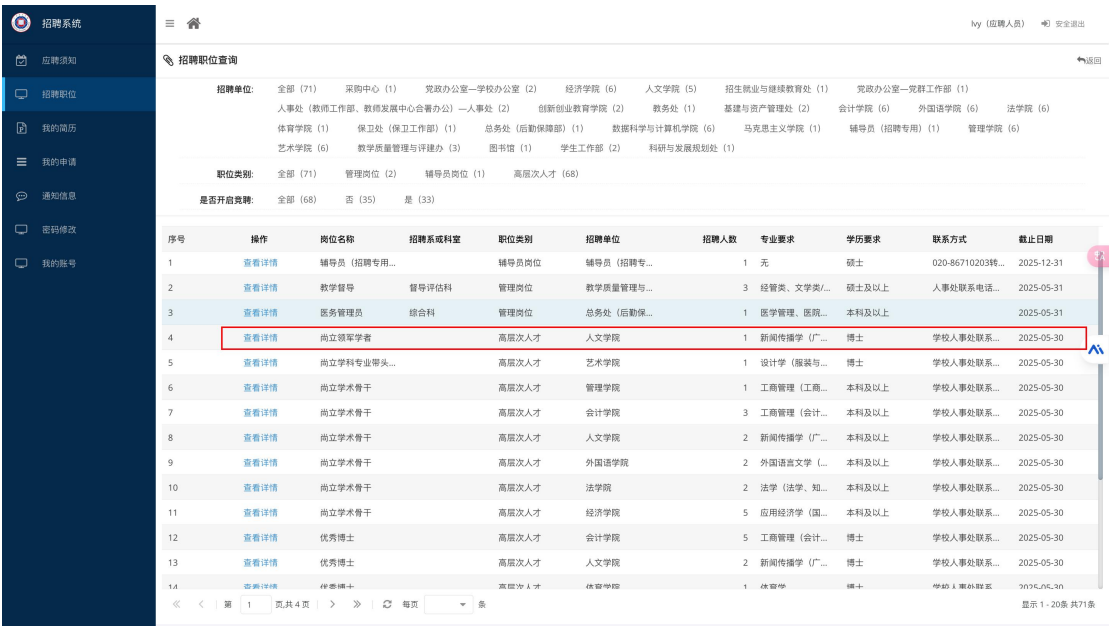 招聘系统
Ivy（应聘人员） 安全退出
应聘须知
招聘职位
我的简历
我的申请
通知信息
密码修改
我的账号
招聘职位查询 返回
招聘单位: 全部（71） 采购中心（1） 党政办公室—学校办公室（2） 经济学院（6） 人文学院（5） 招生就业与继续教育处（1） 党政办公室—党群工作部（1）
人事处（教师工作部、教师发展中心合署办公）—人事处（2） 创新创业教育学院（2） 教务处（1） 基建与资产管理处（2） 会计学院（6） 外国语学院（6） 法学院（6）
体育学院（1） 保卫处（保卫工作部）（1） 总务处（后勤保障部）（1） 数据科学与计算机学院（6） 马克思主义学院（1） 辅导员（招聘专用）（1） 管理学院（6）
艺术学院（6） 教学质量管理与评建办（3） 图书馆（1） 学生工作部（2） 科研与发展规划处（1）
职位类别: 全部（71） 管理岗位（2） 辅导员岗位（1） 高层次人才（68）
是否开启竞聘: 全部（68） 否（35） 是（33）
序号 操作 岗位名称 招聘系或科室 职位类别 招聘单位 招聘人数 专业要求 学历要求 联系方式 截止日期
1 查看详情 辅导员（招聘专用... 辅导员岗位 辅导员（招聘专... 1 无 硕士 020-86710203转... 2025-12-31
2 查看详情 教学督导 督导评估科 管理岗位 教学质量管理与... 3 经管类、文学类/... 硕士及以上 人事处联系电话... 2025-05-31
3 查看详情 医务管理员 综合科 管理岗位 总务处（后勤保... 1 医学管理、医院... 本科及以上 2025-05-31
4 查看详情 尚立领军学者 高层次人才 人文学院 1 新闻传播学（广... 博士 学校人事处联系... 2025-05-30
5 查看详情 尚立学科专业带头... 高层次人才 艺术学院 1 设计学（服装与... 博士 学校人事处联系... 2025-05-30
6 查看详情 尚立学术骨干 高层次人才 管理学院 1 工商管理（工商... 本科及以上 学校人事处联系... 2025-05-30
7 查看详情 尚立学术骨干 高层次人才 会计学院 3 工商管理（会计... 本科及以上 学校人事处联系... 2025-05-30
8 查看详情 尚立学术骨干 高层次人才 人文学院 2 新闻传播学（广... 本科及以上 学校人事处联系... 2025-05-30
9 查看详情 尚立学术骨干 高层次人才 外国语学院 2 外国语言文学（... 本科及以上 学校人事处联系... 2025-05-30
10 查看详情 尚立学术骨干 高层次人才 法学院 2 法学（法学、知... 本科及以上 学校人事处联系... 2025-05-30
11 查看详情 尚立学术骨干 高层次人才 经济学院 5 应用经济学（国... 本科及以上 学校人事处联系... 2025-05-30
12 查看详情 优秀博士 高层次人才 会计学院 5 工商管理（会计... 博士 学校人事处联系... 2025-05-30
13 查看详情 优秀博士 高层次人才 人文学院 2 新闻传播学（广... 博士 学校人事处联系... 2025-05-30
14 查看详情 优秀博士 高层次人才 体育学院 1 体育学 博士 学校人事处联系... 2025-05-30
第 1 页,共 4 页 每页 条 显示 1 - 20条 共71条